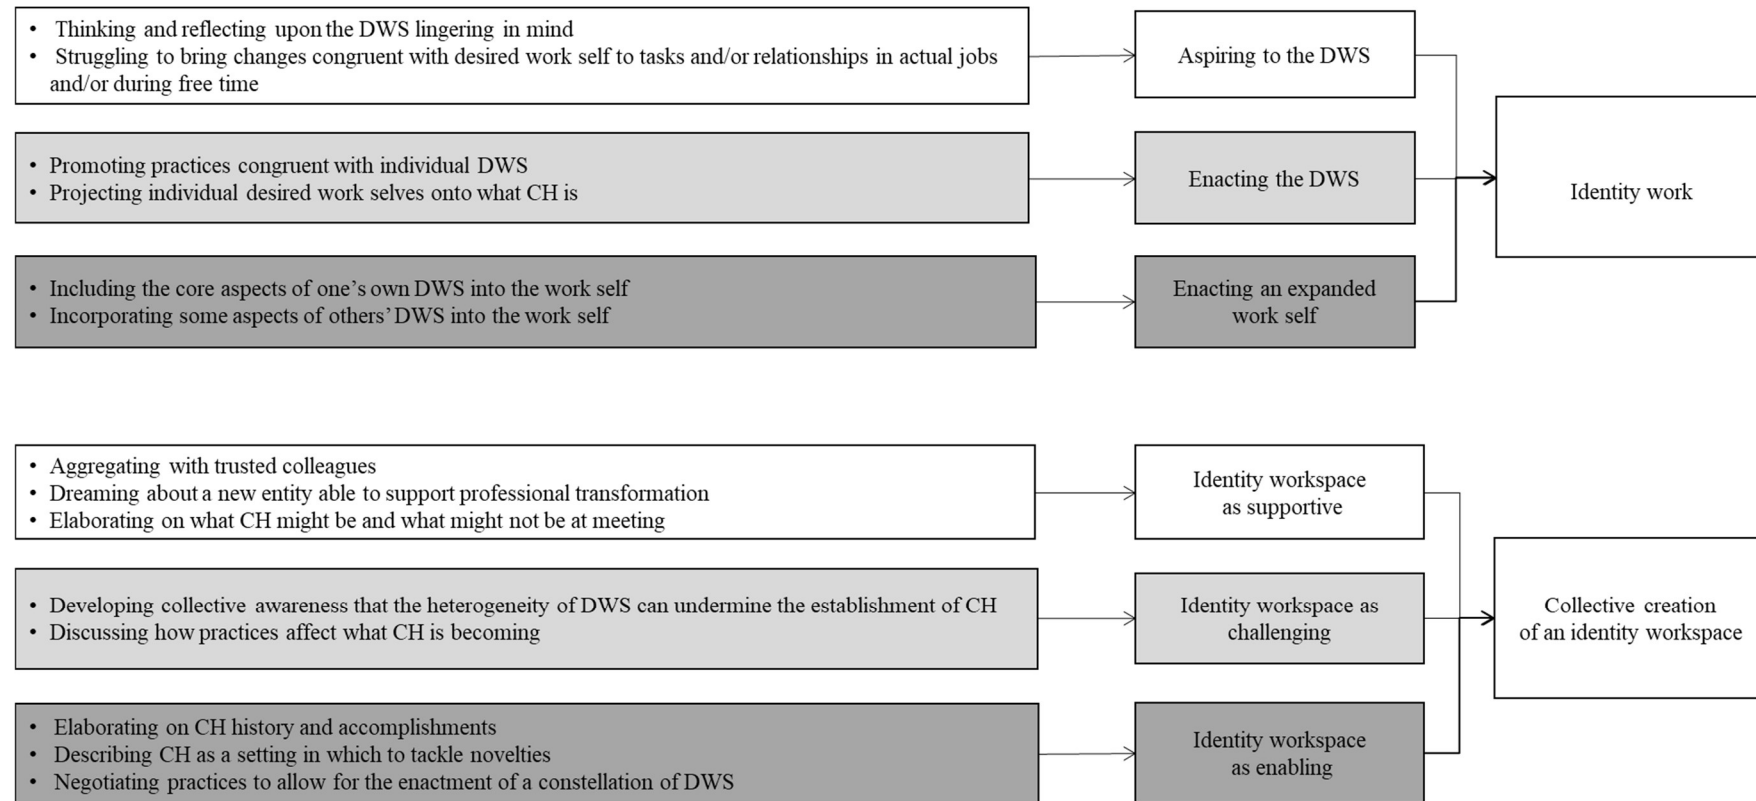 • Thinking and reflecting upon the DWS lingering in mind
• Struggling to bring changes congruent with desired work self to tasks and/or relationships in actual jobs
and/or during free time
Aspiring to the DWS
• Promoting practices congruent with individual DWS
• Projecting individual desired work selves onto what CH is
Enacting the DWS
Identity work
• Including the core aspects of one’s own DWS into the work self
• Incorporating some aspects of others’ DWS into the work self
Enacting an expanded
work self
• Aggregating with trusted colleagues
• Dreaming about a new entity able to support professional transformation
• Elaborating on what CH might be and what might not be at meeting
Identity workspace
as supportive
• Developing collective awareness that the heterogeneity of DWS can undermine the establishment of CH
• Discussing how practices affect what CH is becoming
Identity workspace as
challenging
Collective creation
of an identity workspace
• Elaborating on CH history and accomplishments
• Describing CH as a setting in which to tackle novelties
• Negotiating practices to allow for the enactment of a constellation of DWS
Identity workspace
as enabling